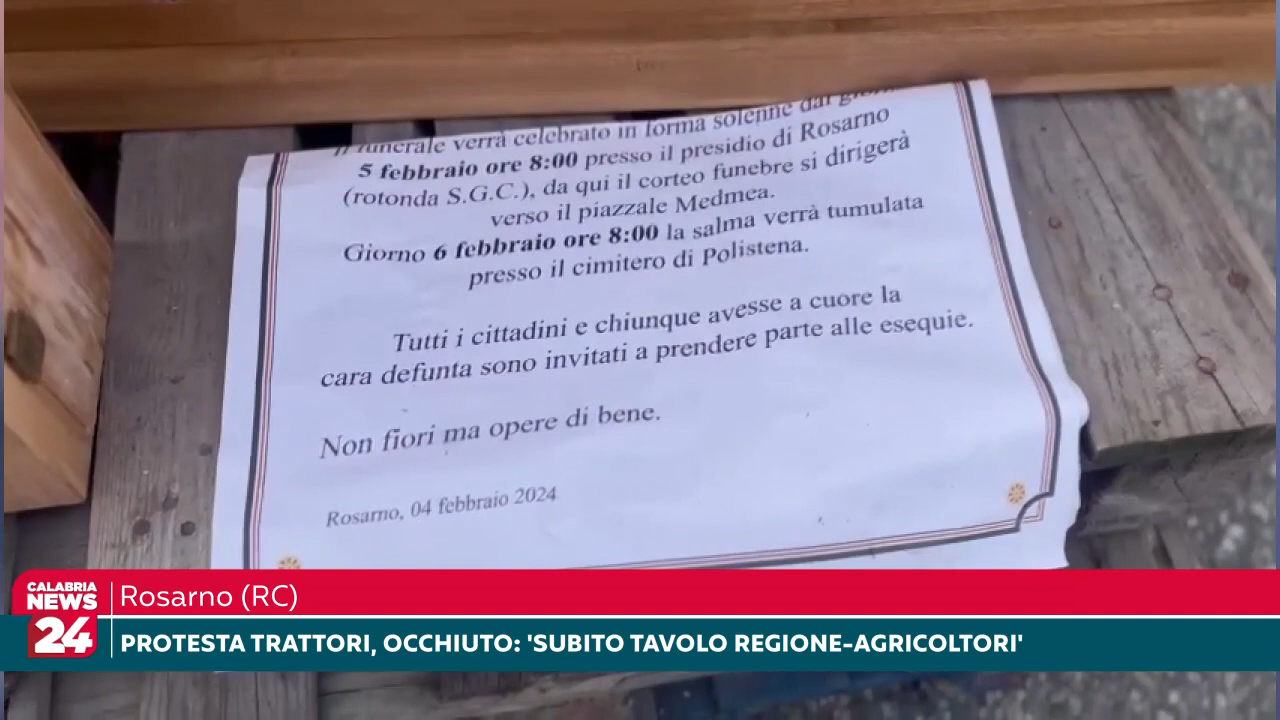 Il funerale verrà celebrato in forma solenne dal giorno
5 febbraio ore 8:00 presso il presidio di Rosarno
(rotonda S.G.C.), da qui il corteo funebre si dirigerà
verso il piazzale Medmea.
Giorno 6 febbraio ore 8:00 la salma verrà tumulata
presso il cimitero di Polistena.
Tutti i cittadini e chiunque avesse a cuore la
cara defunta sono invitati a prendere parte alle esequie.
Non fiori ma opere di bene.
Rosarno, 04 febbraio 2024
CALABRIA
NEWS
24
Rosarno (RC)
PROTESTA TRATTORI, OCCHIUTO: 'SUBITO TAVOLO REGIONE-AGRICOLTORI'